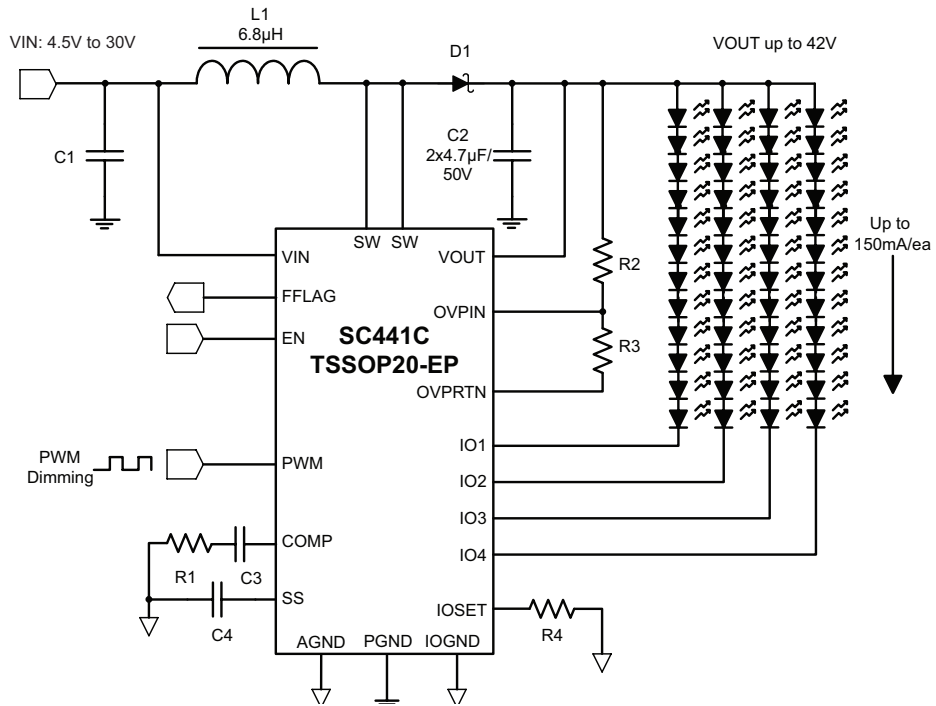 L1
6.8µH
VIN: 4.5V to 30V
D1
VOUT up to 42V
C1
C2
2x4.7µF/
50V
Up to
150mA/ea
SW SW
VIN
VOUT
FFLAG
R2
OVPIN
EN
SC441C
TSSOP20-EP
R3
OVPRTN
IO1
PWM
Dimming
PWM
IO2
IO3
COMP
IO4
R1
C3
SS
IOSET
C4
R4
AGND
PGND
IOGND